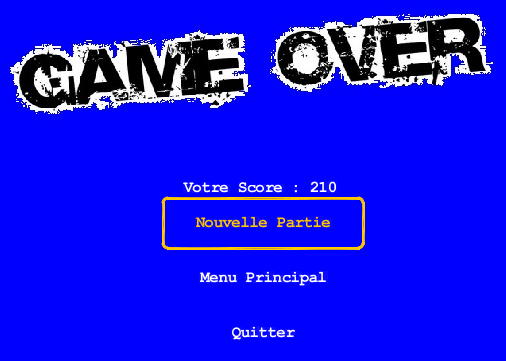 GAME OVER
Votre Score : 210
Nouvelle Partie
Menu Principal
Quitter